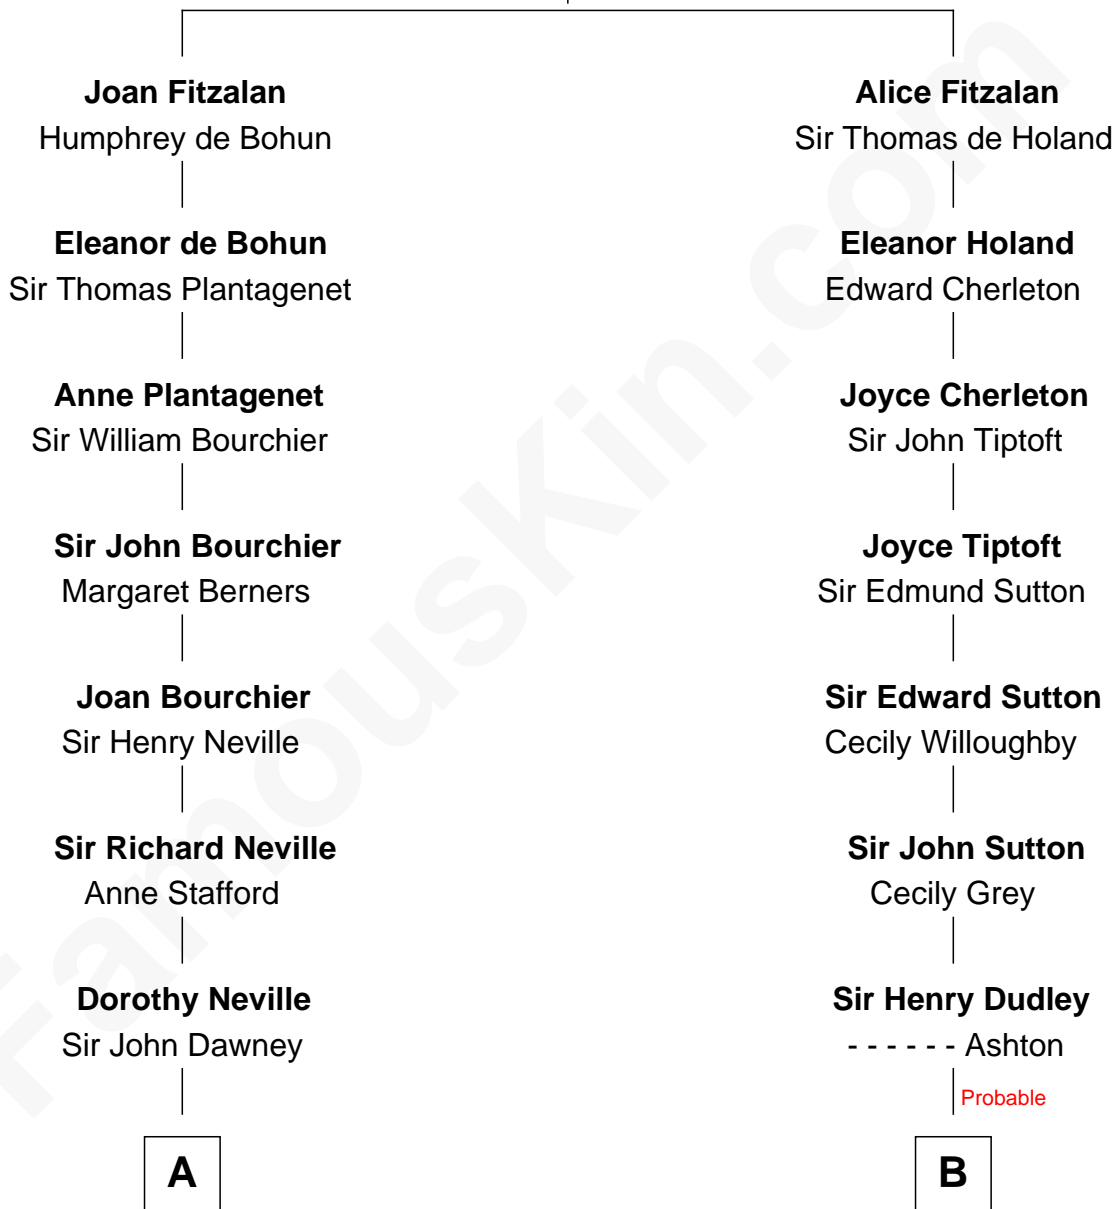 Joan Fitzalan
Humphrey de Bohun
Eleanor de Bohun
Sir Thomas Plantagenet
Anne Plantagenet
Sir William Bourchier
Sir John Bourchier
Margaret Berners
Joan Bourchier
Sir Henry Neville
Sir Richard Neville
Anne Stafford
Dorothy Neville
Sir John Dawney
A
Alice Fitzalan
Sir Thomas de Holand
Eleanor Holand
Edward Cherleton
Joyce Cherleton
Sir John Tiptoft
Joyce Tiptoft
Sir Edmund Sutton
Sir Edward Sutton
Cecily Willoughby
Sir John Sutton
Cecily Grey
Sir Henry Dudley
- - - - - - Ashton
Probable
B
FamousKin.com